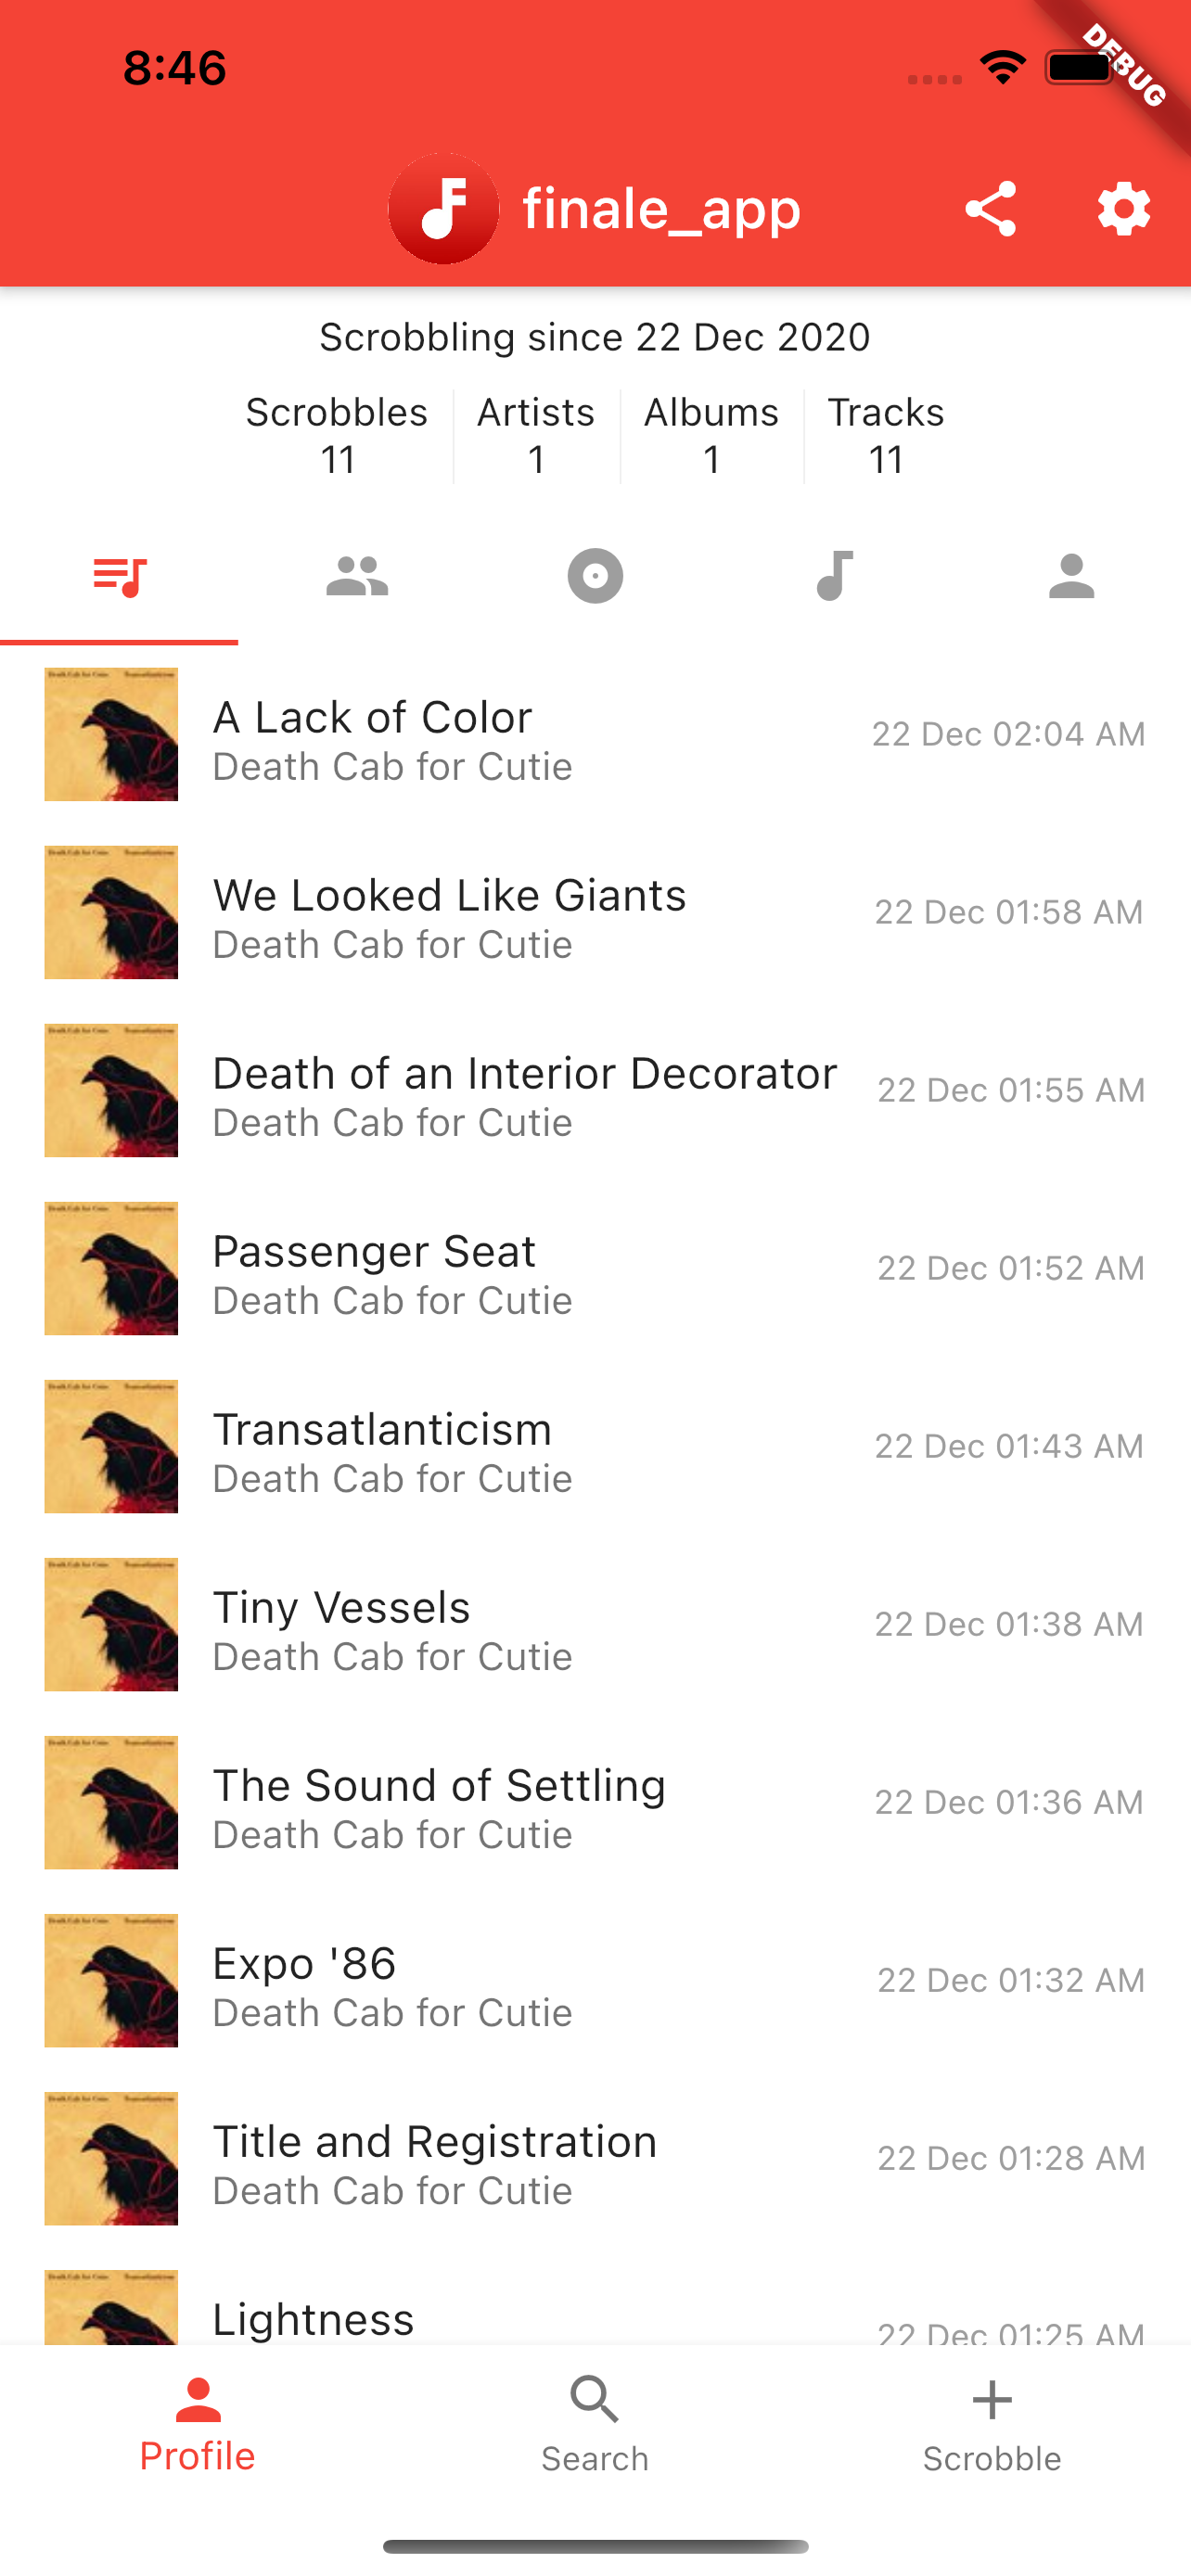 8:46
DEBUG
finale_app
Scrobbling since 22 Dec 2020
Scrobbles Artists Albums Tracks
11 1 1 11
A Lack of Color
Death Cab for Cutie
22 Dec 02:04 AM
We Looked Like Giants
Death Cab for Cutie
22 Dec 01:58 AM
Death of an Interior Decorator
Death Cab for Cutie
22 Dec 01:55 AM
Passenger Seat
Death Cab for Cutie
22 Dec 01:52 AM
Transatlanticism
Death Cab for Cutie
22 Dec 01:43 AM
Tiny Vessels
Death Cab for Cutie
22 Dec 01:38 AM
The Sound of Settling
Death Cab for Cutie
22 Dec 01:36 AM
Expo '86
Death Cab for Cutie
22 Dec 01:32 AM
Title and Registration
Death Cab for Cutie
22 Dec 01:28 AM
Lightness
22 Dec 01:25 AM
Profile Search Scrobble